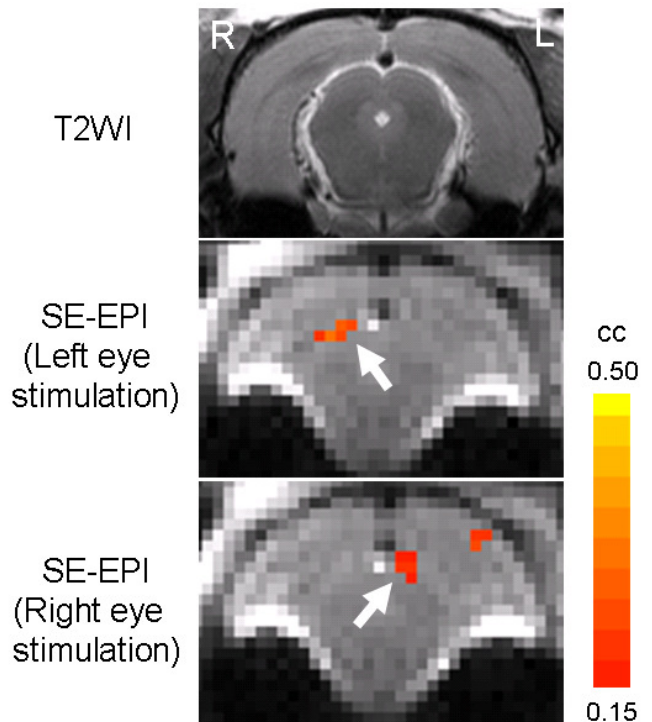 R L
T2WI
SE-EPI
(Left eye
stimulation)
cc
0.50
SE-EPI
(Right eye
stimulation)
0.15